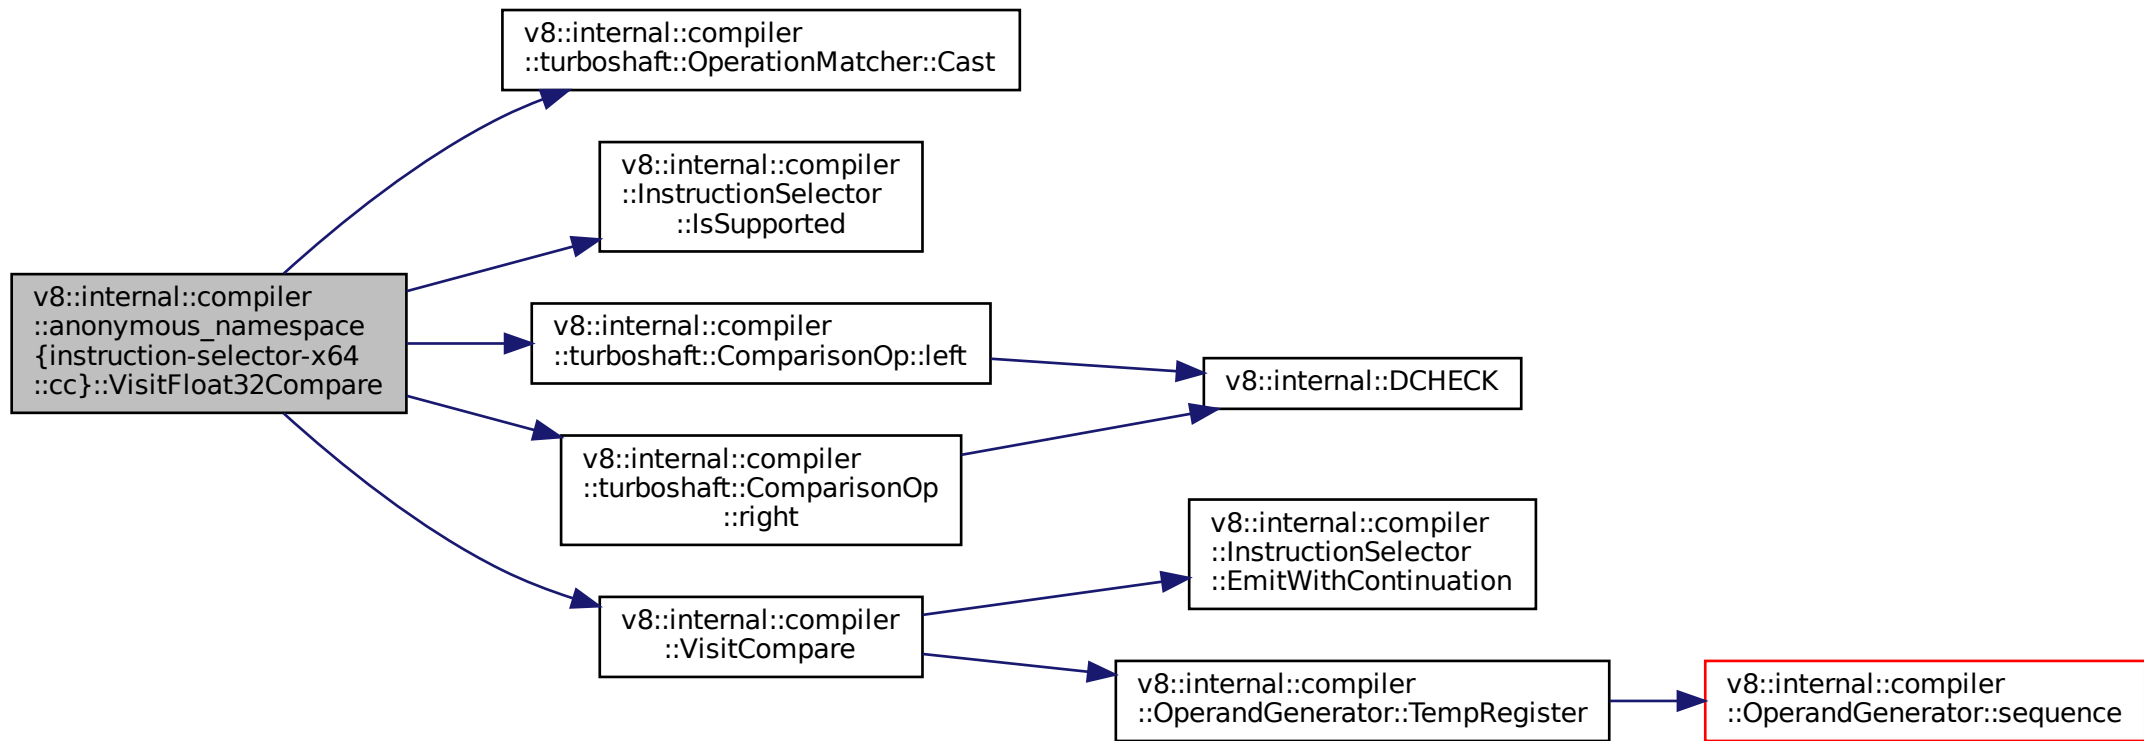 v8::internal::compiler
::turboshaft::OperationMatcher::Cast
v8::internal::compiler
::InstructionSelector
::IsSupported
v8::internal::compiler
::anonymous_namespace
{instruction-selector-x64
::cc}::VisitFloat32Compare
v8::internal::compiler
::turboshaft::ComparisonOp::left
v8::internal::DCHECK
v8::internal::compiler
::turboshaft::ComparisonOp
::right
v8::internal::compiler
::InstructionSelector
::EmitWithContinuation
v8::internal::compiler
::VisitCompare
v8::internal::compiler
::OperandGenerator::TempRegister
v8::internal::compiler
::OperandGenerator::sequence